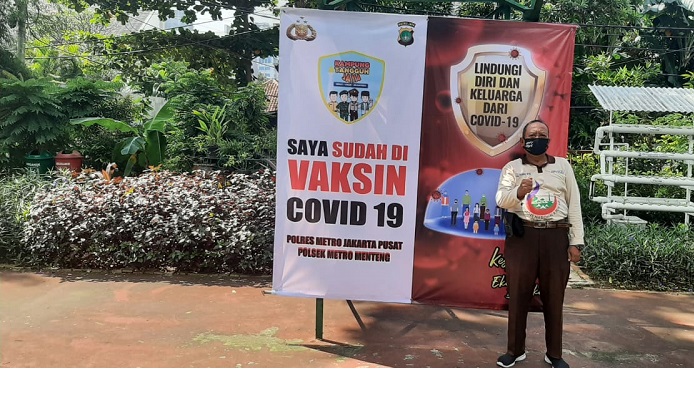 KAMPUNG
TANGGUH
JAYA
SAYA SUDAH DI
VAKSIN
COVID 19
POLRES METRO JAKARTA PUSAT
POLSEK METRO MENTENG
LINDUNGI
DIRI DAN
KELUARGA
DARI
COVID-19